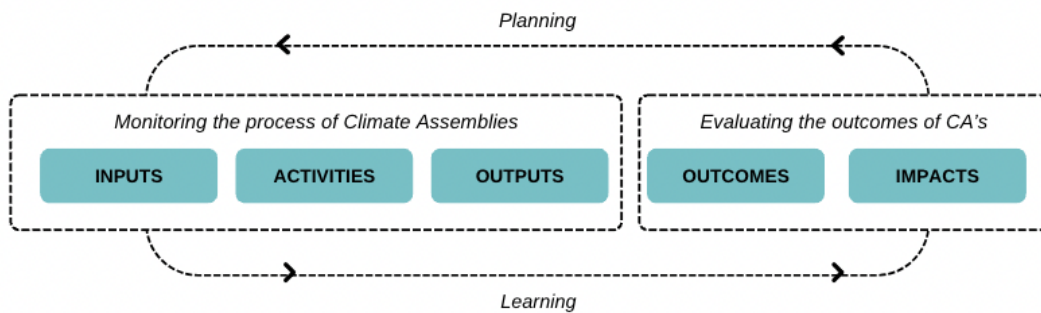 Planning
Monitoring the process of Climate Assemblies
Evaluating the outcomes of CA's
INPUTS
ACTIVITIES
OUTPUTS
OUTCOMES
IMPACTS
Learning